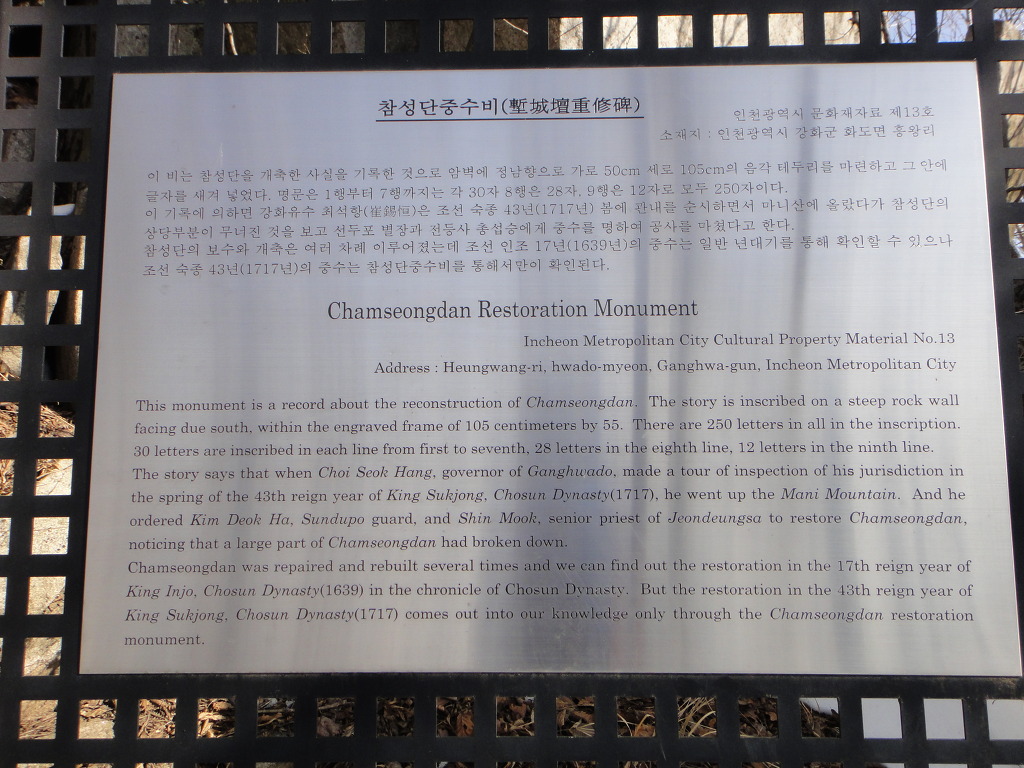 참성단중수비(塹城壇重修碑)
인천광역시 문화재자료 제13호
소재지 : 인천광역시 강화군 화도면 흥왕리
이 비는 참성단을 개축한 사실을 기록한 것으로 암벽에 정남향으로 가로 50cm 세로 105cm의 음각 테두리를 마련하고 그 안에
글자를 새겨 넣었다. 명문은 1행부터 7행까지는 각 30자 8행은 28자, 9행은 12자로 모두 250자이다.
이 기록에 의하면 강화유수 최석항(崔錫恒)은 조선 숙종 43년(1717년) 봄에 관내를 순시하면서 마니산에 올랐다가 참성단의
상당부분이 무너진 것을 보고 선두포 별장과 전등사 총섭승에게 중수를 명하여 공사를 마쳤다고 한다.
참성단의 보수와 개축은 여러 차례 이루어졌는데 조선 인조 17년(1639년)의 중수는 일반 년대기를 통해 확인할 수 있으나
조선 숙종 43년(1717년)의 중수는 참성단중수비를 통해서만이 확인된다.
Chamseongdan Restoration Monument
Incheon Metropolitan City Cultural Property Material No.13
Address : Heungwang-ri, hwado-myeon, Ganghwa-gun, Incheon Metropolitan City
This monument is a record about the reconstruction of Chamseongdan. The story is inscribed on a steep rock wall
facing due south, within the engraved frame of 105 centimeters by 55. There are 250 letters in all in the inscription.
30 letters are inscribed in each line from first to seventh, 28 letters in the eighth line, 12 letters in the ninth line.
The story says that when Choi Seok Hang, governor of Ganghwado, made a tour of inspection of his jurisdiction in
the spring of the 43th reign year of King Sukjong, Chosun Dynasty(1717), he went up the Mani Mountain. And he
ordered Kim Deok Ha, Sundupo guard, and Shin Mook, senior priest of Jeondeungsa to restore Chamseongdan,
noticing that a large part of Chamseongdan had broken down.
Chamseongdan was repaired and rebuilt several times and we can find out the restoration in the 17th reign year of
King Injo, Chosun Dynasty(1639) in the chronicle of Chosun Dynasty. But the restoration in the 43th reign year of
King Sukjong, Chosun Dynasty(1717) comes out into our knowledge only through the Chamseongdan restoration
monument.